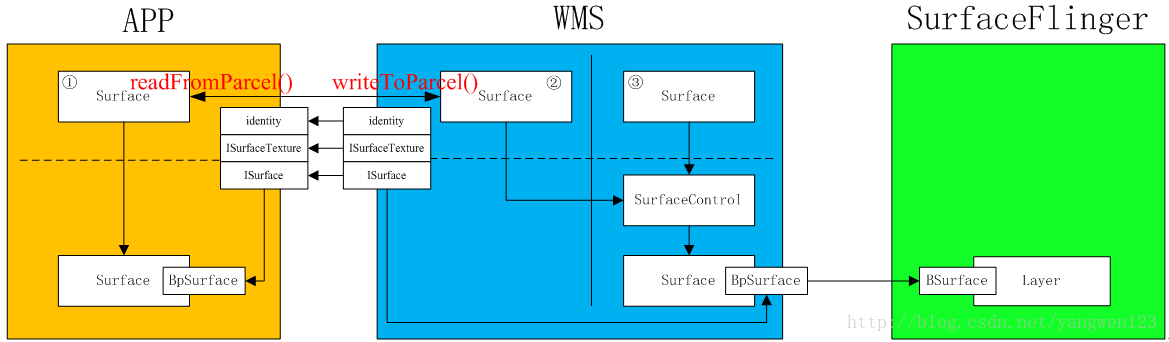 APP
WMS
SurfaceFlinger
① Surface
readFromParcel()
writeToParcel()
Surface ②
③ Surface
identity
ISurfaceTexture
ISurface
identity
ISurfaceTexture
ISurface
SurfaceControl
Surface
BpSurface
Surface
BpSurface
BSurface
Layer
http://blog.csdn.net/yangwen123